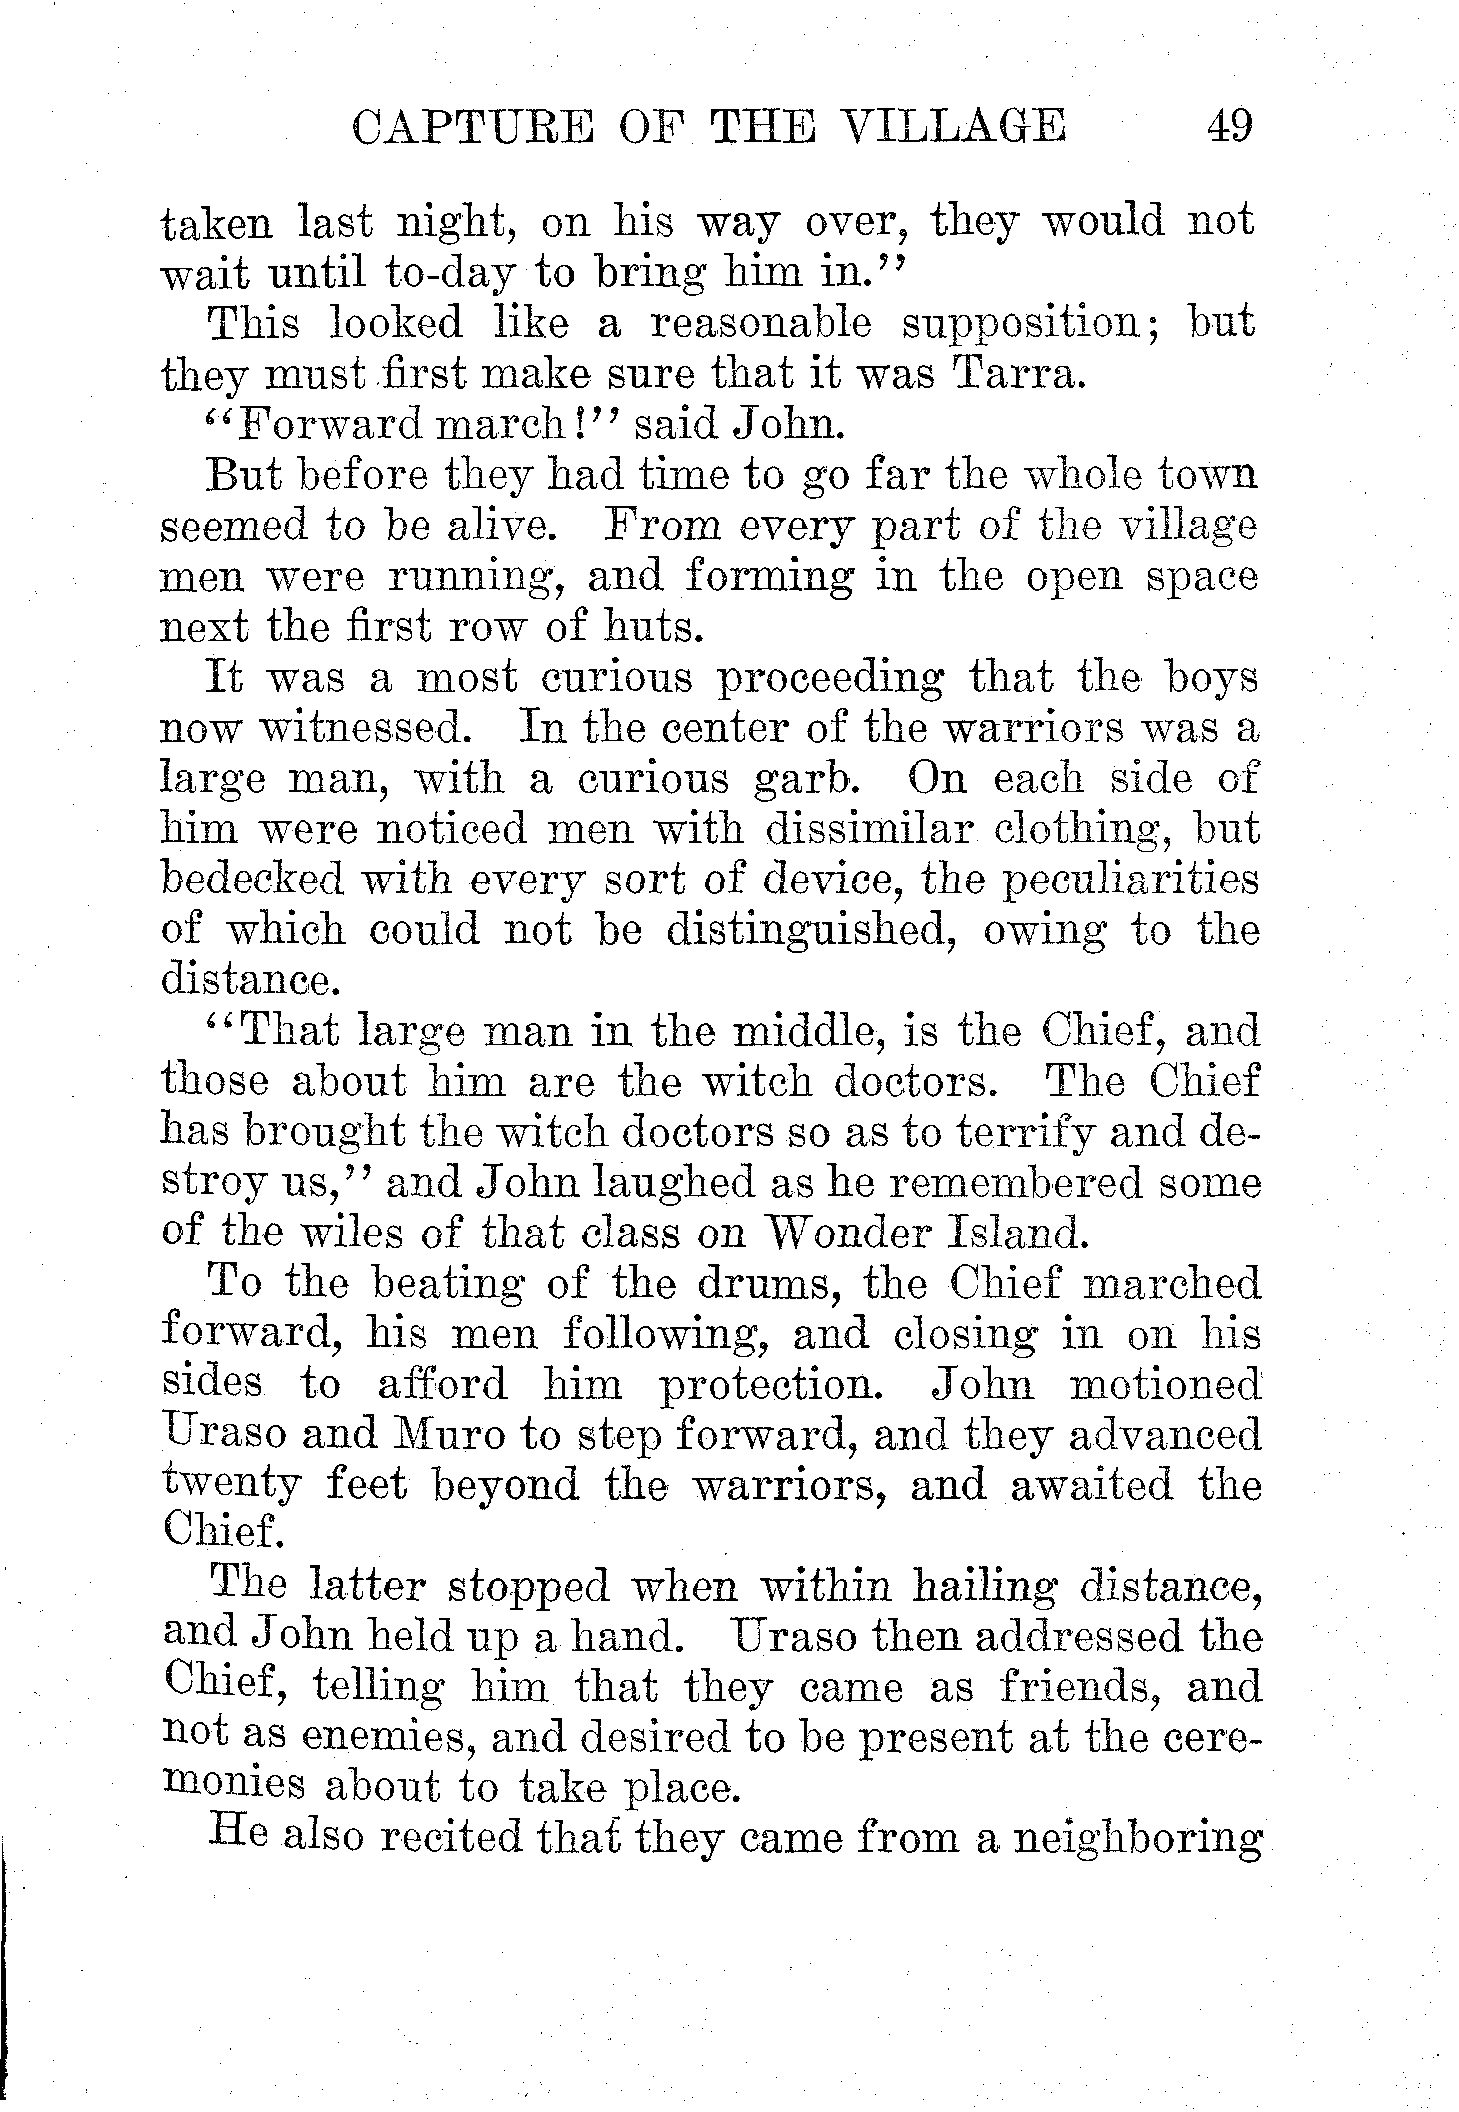 CAPTURE OF THE VILLAGE 49
taken last night, on his way over, they would not
wait until to-day to bring him in.''
This looked like a reasonable supposition; but
they must first make sure that it was Tarra.
"Forward march!" said John.
But before they had time to go far the whole town
seemed to be alive. From every part of the village
men were running, and forming in the open space
next the first row of huts.
It was a most curious proceeding that the boys
now witnessed. In the center of the warriors was a
large man, with a curious garb. On each side of
him were noticed men with dissimilar clothing, but
bedecked with every sort of device, the peculiarities
of which could not be distinguished, owing to the
distance.
"That large man in the middle, is the Chief, and
those about him are the witch doctors. The Chief
has brought the witch doctors so as to terrify and de-
stroy us," and John laughed as he remembered some
of the wiles of that class on Wonder Island.
To the beating of the drums, the Chief marched
forward, his men following, and closing in on his
sides to afford him protection. John motioned
Uraso and Muro to step forward, and they advanced
twenty feet beyond the warriors, and awaited the
Chief.
The latter stopped when within hailing distance,
and John held up a hand. Uraso then addressed the
Chief, telling him that they came as friends, and
not as enemies, and desired to be present at the cere-
monies about to take place.
He also recited that they came from a neighboring